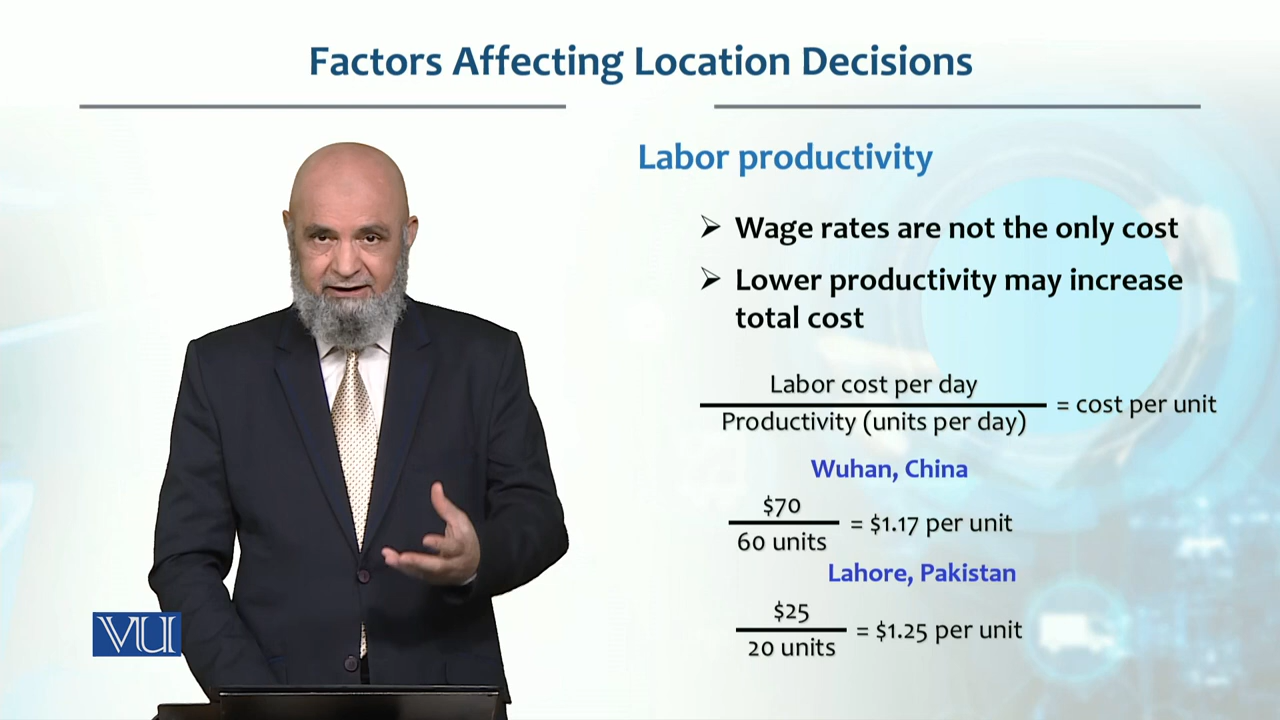 Factors Affecting Location Decisions
Labor productivity
➢ Wage rates are not the only cost
➢ Lower productivity may increase
total cost
Labor cost per day
Productivity (units per day)
= cost per unit
Wuhan, China
$70
60 units
= $1.17 per unit
Lahore, Pakistan
$25
20 units
= $1.25 per unit
VU